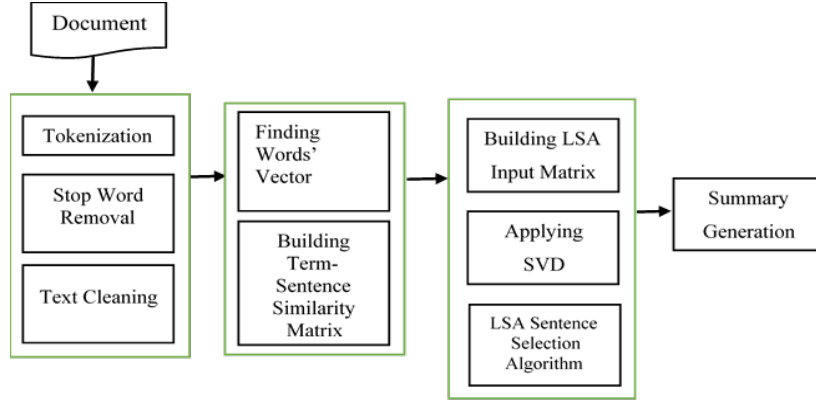 Document
Tokenization
Stop Word
Removal
Text Cleaning
Finding
Words’
Vector
Building
Term-
Sentence
Similarity
Matrix
Building LSA
Input Matrix
Applying
SVD
LSA Sentence
Selection
Algorithm
Summary
Generation